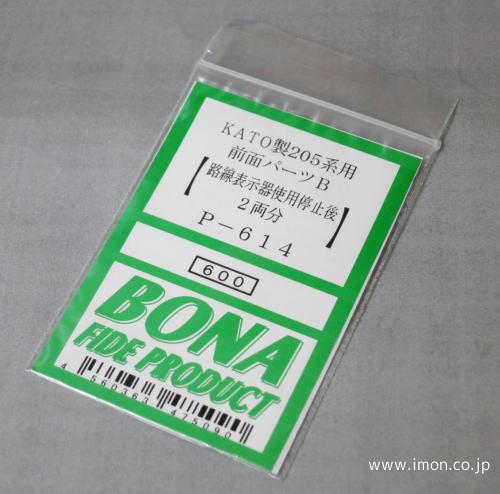 KATO製205系用
前面パーツB
【路線表示器使用停止後】
2両分
P－614
600
BONA
FIDE PRODUCT
4 560363 475090
www.imon.co.jp